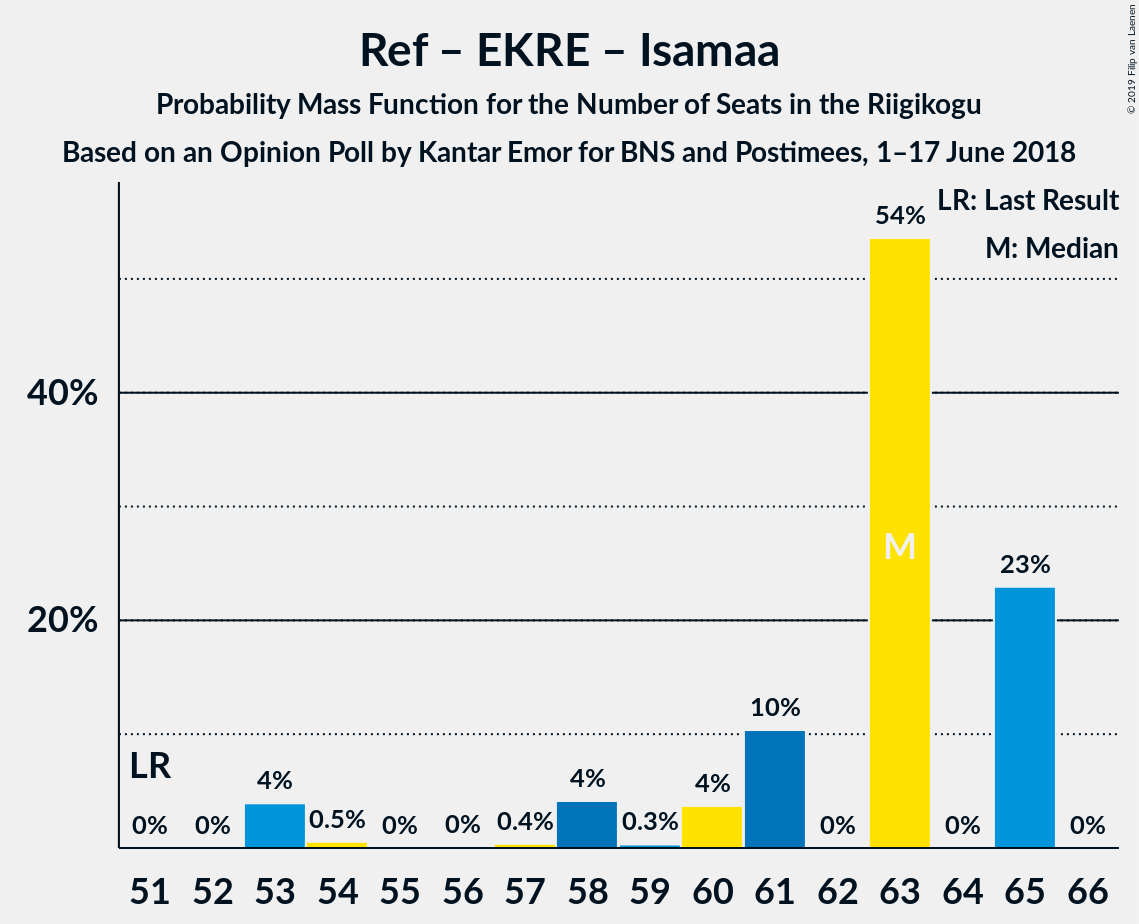 Ref – EKRE – Isamaa
Probability Mass Function for the Number of Seats in the Riigikogu
Based on an Opinion Poll by Kantar Emor for BNS and Postimees, 1–17 June 2018
© 2019 Filip van Laenen
LR: Last Result
M: Median
40%
20%
LR
0% 0% 4% 0.5% 0% 0% 0.4% 4% 0.3% 4% 10% 0% 54% 0% 23% 0%
M
51 52 53 54 55 56 57 58 59 60 61 62 63 64 65 66